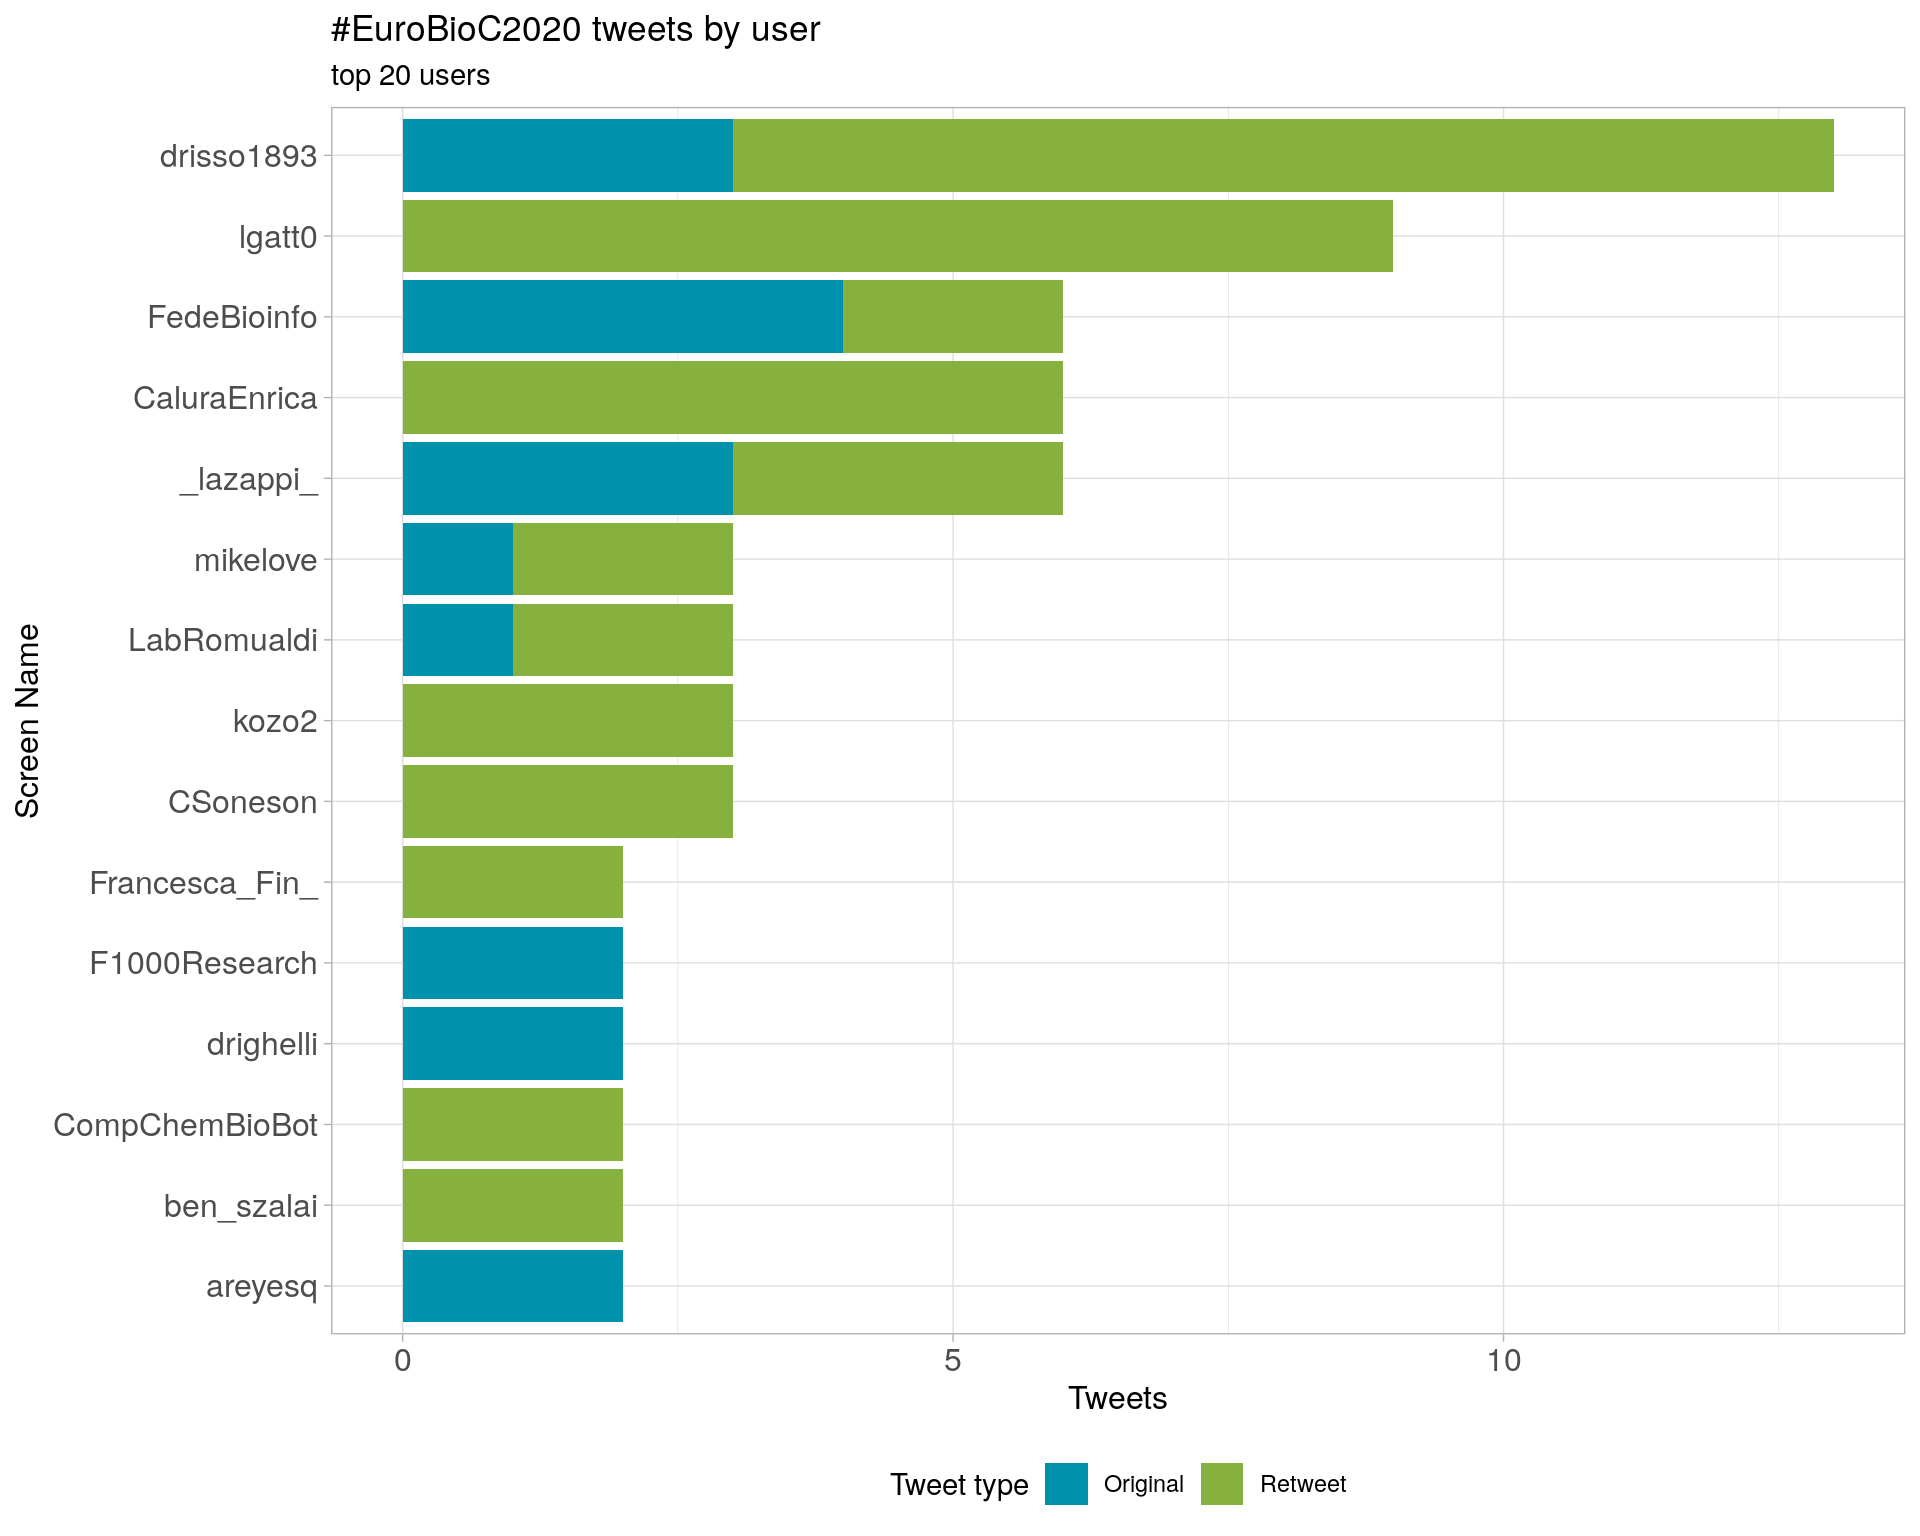 #EuroBioC2020 tweets by user
top 20 users
Screen Name
drisso1893
lgatt0
FedeBioinfo
CaluraEnrica
_lazappi_
mikelove
LabRomualdi
kozo2
CSoneson
Francesca_Fin_
F1000Research
drighelli
CompChemBioBot
ben_szalai
areyesq
0 5 10
Tweets
Tweet type Original Retweet